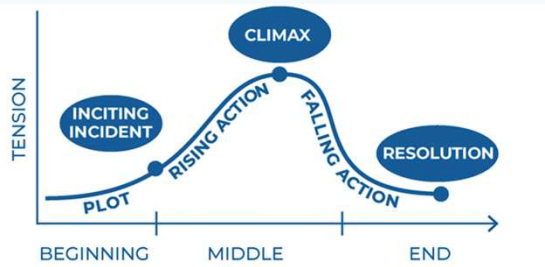 CLIMAX
TENSION
INCITING
INCIDENT
RISING ACTION
FALLING ACTION
RESOLUTION
PLOT
BEGINNING
MIDDLE
END